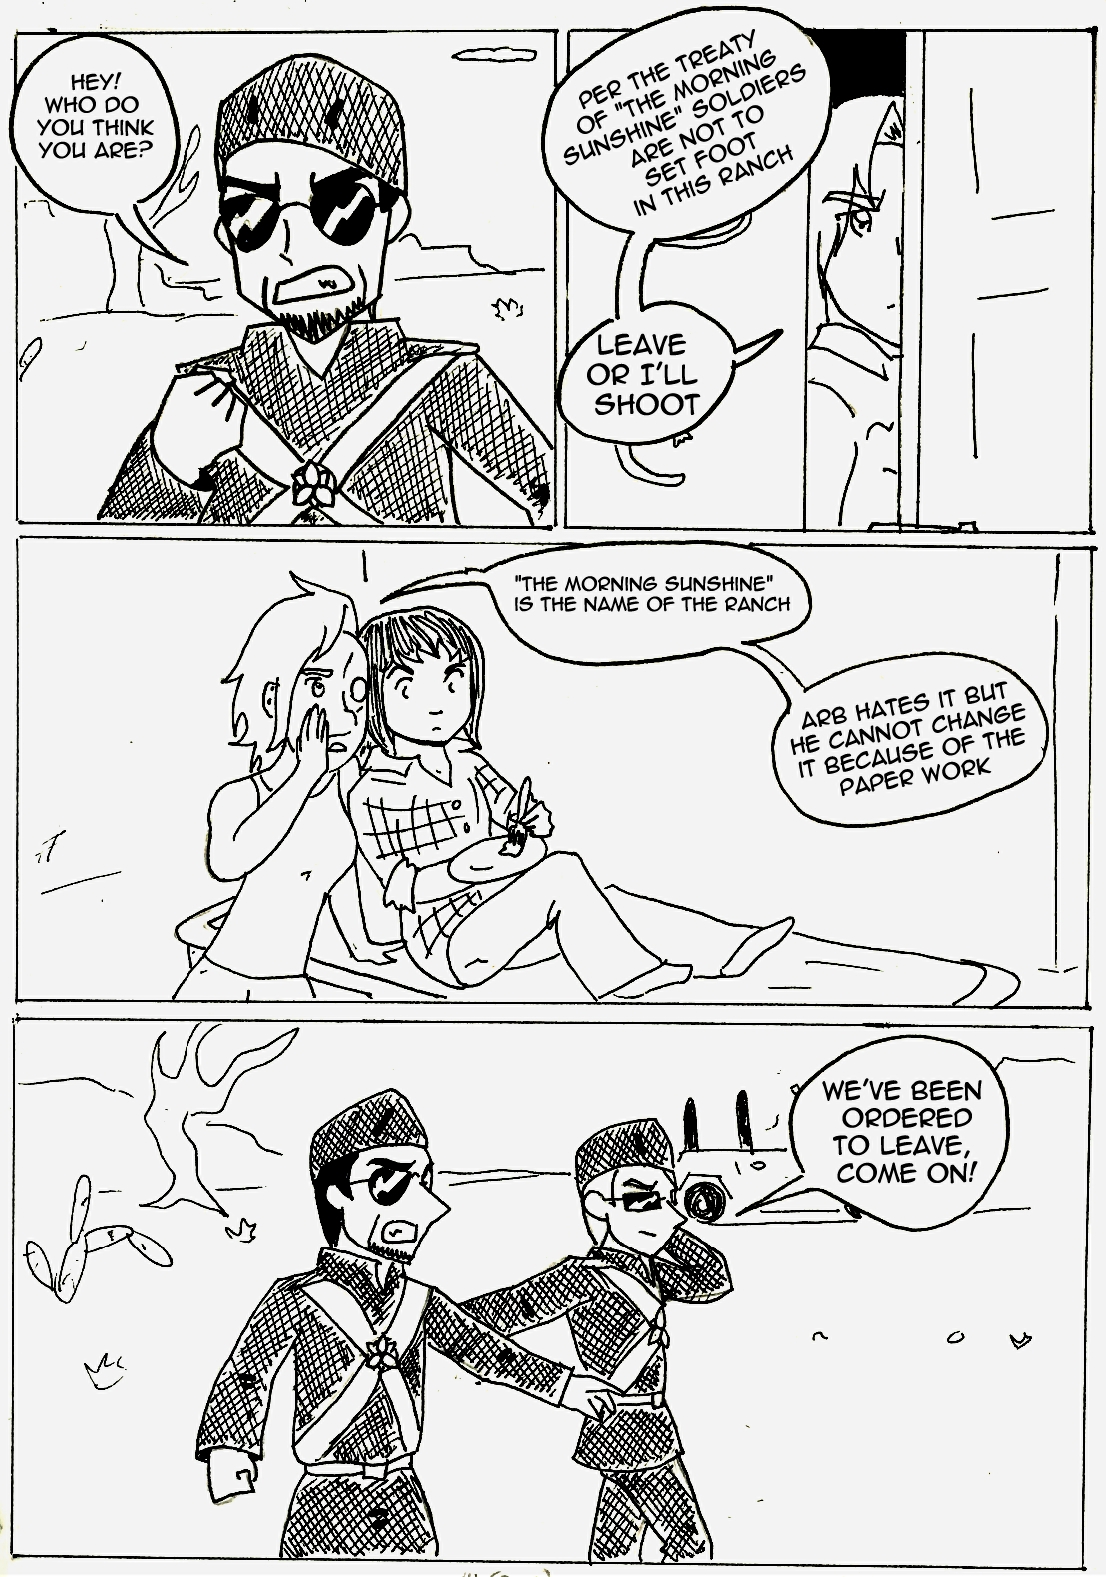 HEY!
WHO DO
YOU THINK
YOU ARE?
PER THE TREATY
OF "THE MORNING
SUNSHINE" SOLDIERS
ARE NOT TO
SET FOOT
IN THIS RANCH
LEAVE
OR I'LL
SHOOT
"THE MORNING SUNSHINE"
IS THE NAME OF THE RANCH
ARB HATES IT BUT
HE CANNOT CHANGE
IT BECAUSE OF THE
PAPER WORK
WE'VE BEEN
ORDERED
TO LEAVE,
COME ON!